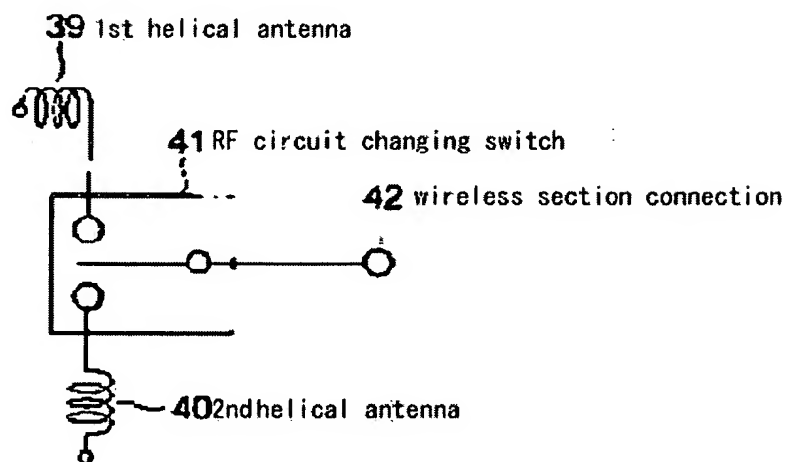 39 1st helical antenna
41 RF circuit changing switch
42 wireless section connection
40 2ndhelical antenna